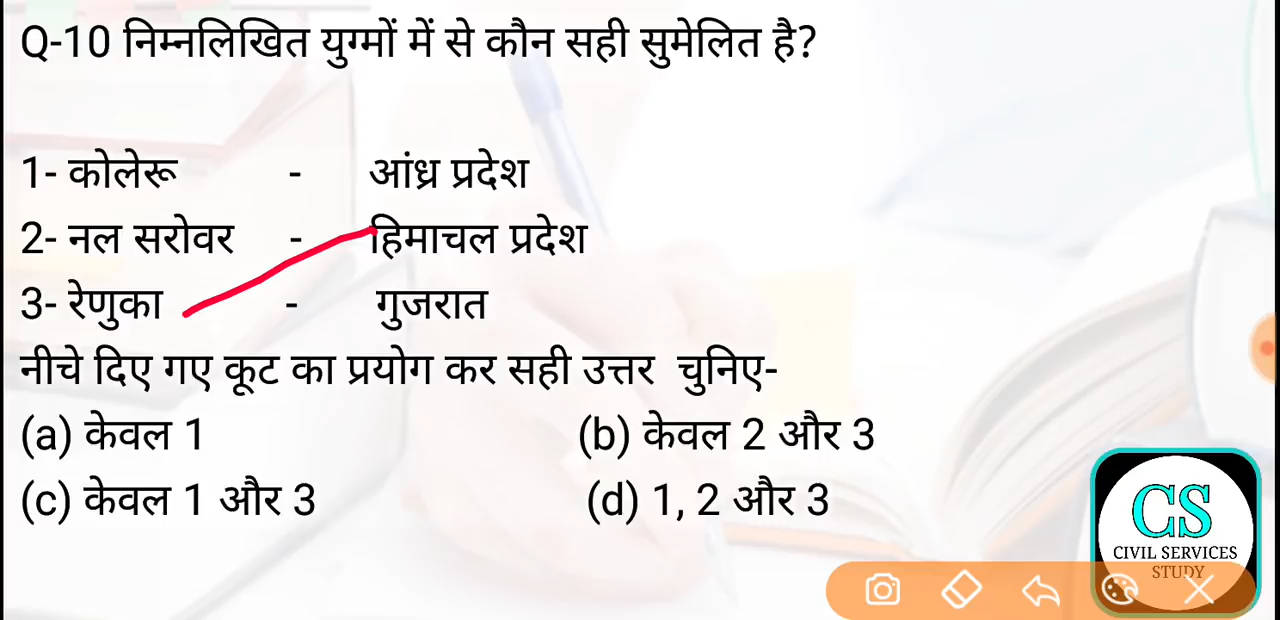 Q-10 निम्नलिखित युग्मों में से कौन सही सुमेलित है?
1- कोलेरू - आंध्र प्रदेश
2- नल सरोवर - हिमाचल प्रदेश
3- रेणुका - गुजरात
नीचे दिए गए कूट का प्रयोग कर सही उत्तर चुनिए-
(a) केवल 1 (b) केवल 2 और 3
(c) केवल 1 और 3 (d) 1, 2 और 3
CS
CIVIL SERVICES
STUDY